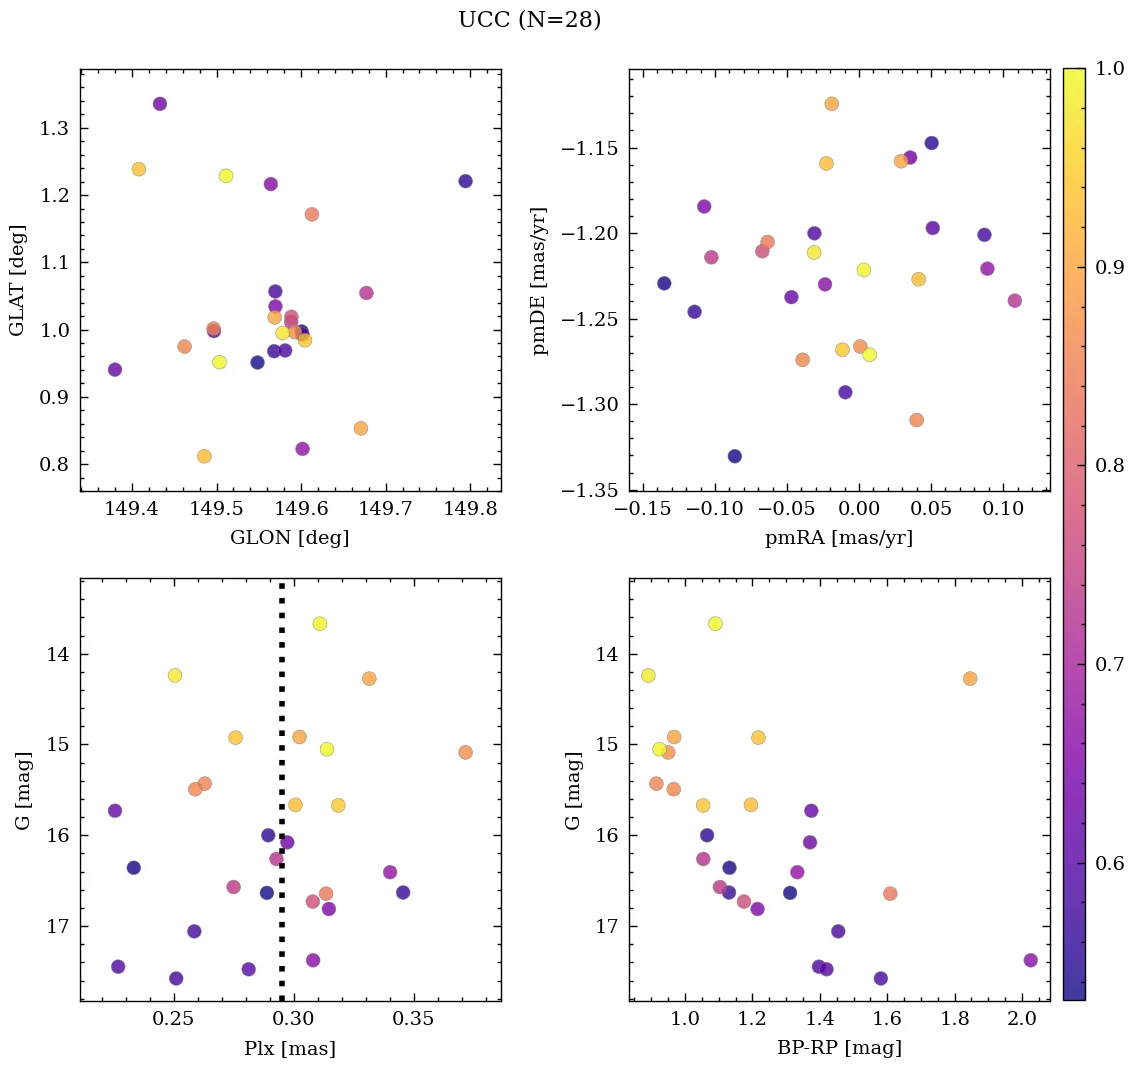 UCC (N=28)
1.3
1.2
1.1
1.0
0.9
0.8
GLAT [deg]
149.4 149.5 149.6 149.7 149.8
GLON [deg]
−1.15
−1.20
−1.25
−1.30
−1.35
pmDE [mas/yr]
−0.15 −0.10 −0.05 0.00 0.05 0.10
pmRA [mas/yr]
14
15
16
17
G [mag]
0.25 0.30 0.35
Plx [mas]
14
15
16
17
G [mag]
1.0 1.2 1.4 1.6 1.8 2.0
BP-RP [mag]
1.0
0.9
0.8
0.7
0.6